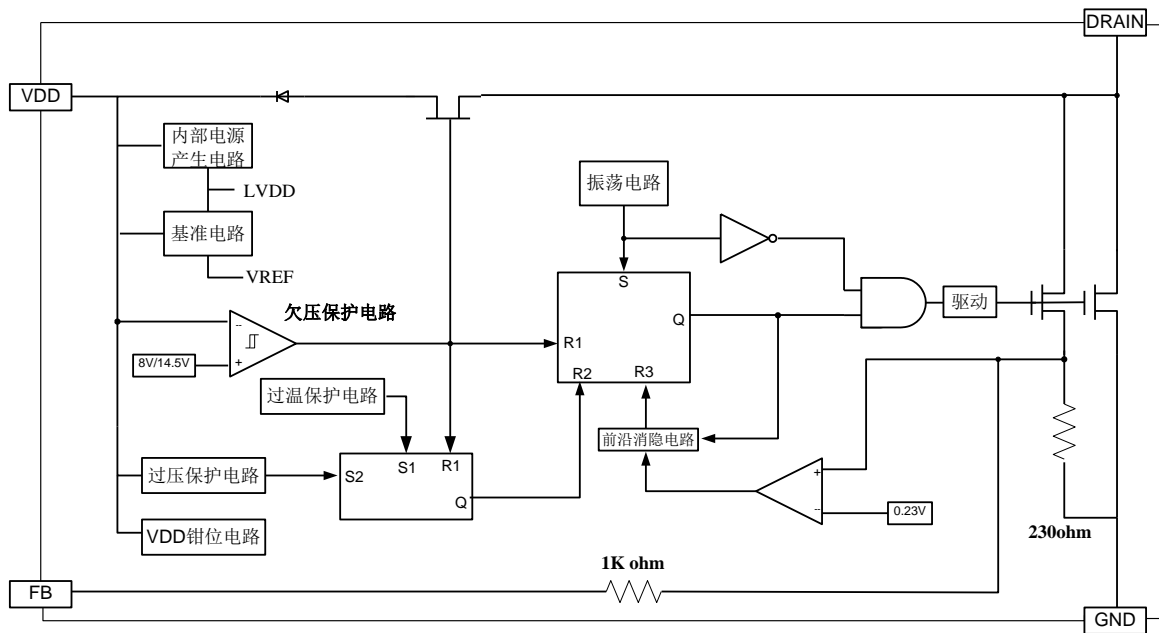 DRAIN
VDD
内部电源
产生电路
LVDD
振荡电路
基准电路
VREF
S
驱动
欠压保护电路
Q
--
+
8V/14.5V
R1
R2
R3
过温保护电路
前沿消隐电路
过压保护电路
S2
S1
R1
Q
+
--
0.23V
VDD钳位电路
230ohm
1K ohm
FB
GND